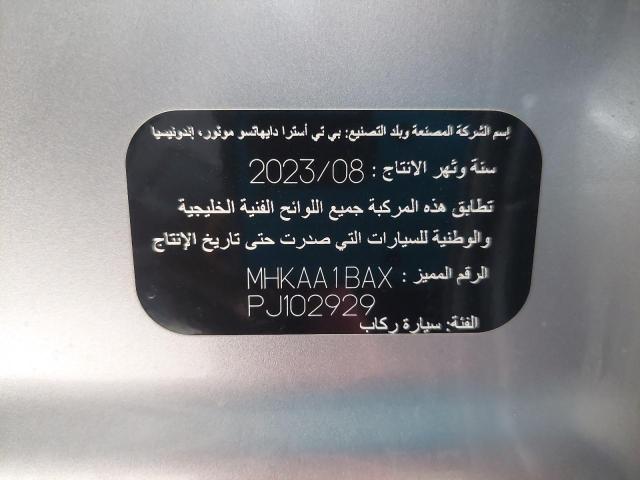 إسم الشركة المصنعة وبلد التصنيع: بي تي أسترا دايهاتسو موتور، إندونيسيا
سنة وشهر الانتاج : 2023/08
تطابق هذه المركبة جميع اللوائح الفنية الخليجية
والوطنية للسيارات التي صدرت حتى تاريخ الإنتاج
الرقم المميز : MHKAA1BAX
PJ102929
الفئة: سيارة ركاب